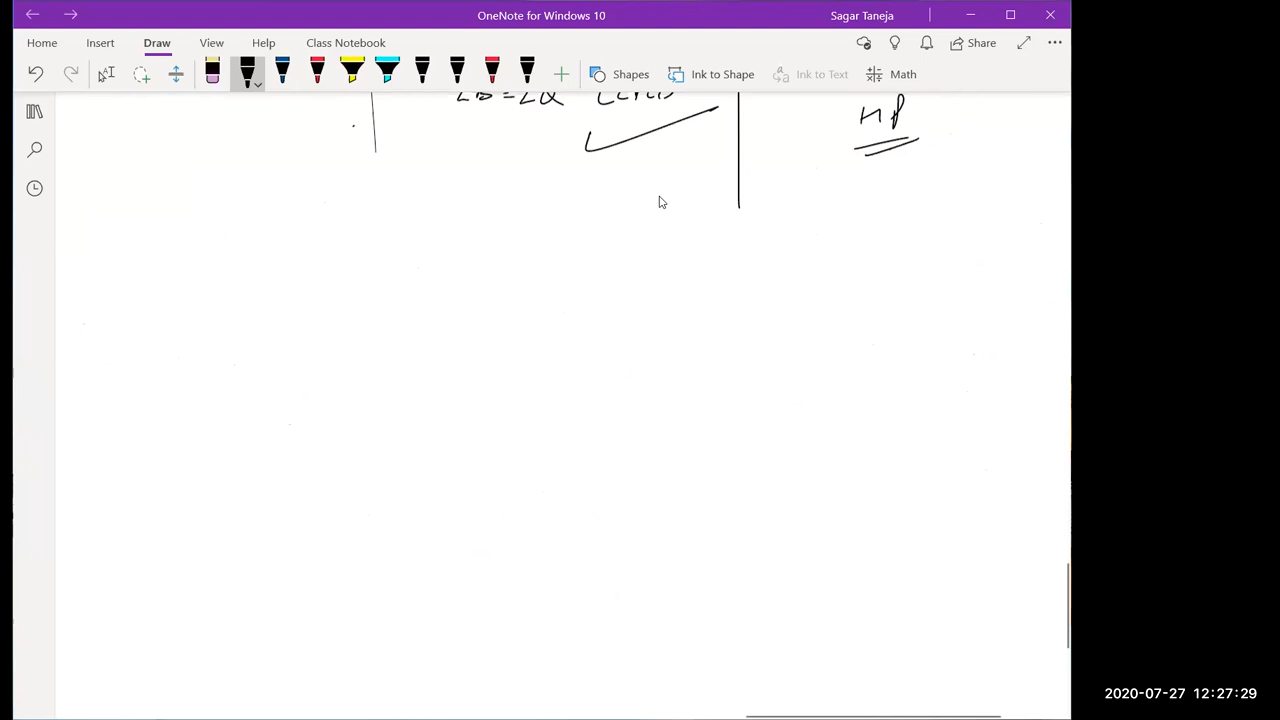 OneNote for Windows 10
Sagar Taneja
Home Insert Draw View Help Class Notebook
Share
Shapes
Ink to Shape
Ink to Text
Math
∠B = ∠Q
HP
2020-07-27 12:27:29